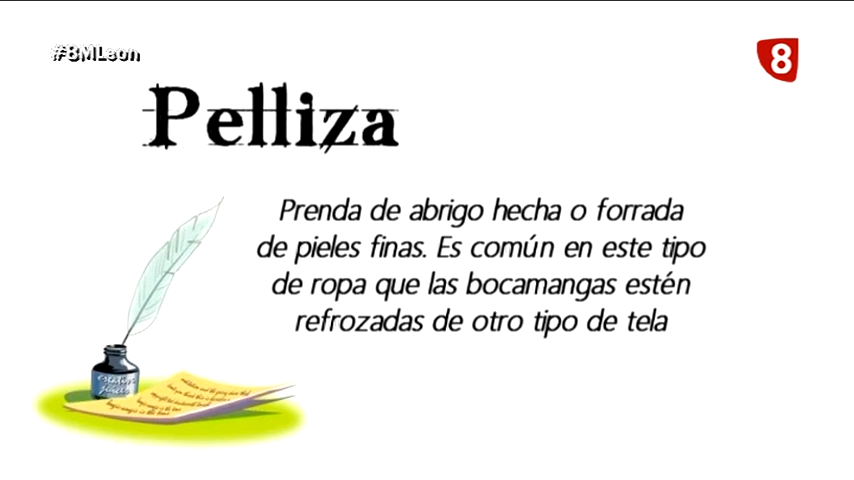 #8MLeon
8
Pelliza
Prenda de abrigo hecha o forrada
de pieles finas. Es común en este tipo
de ropa que las bocamangas estén
refrozadas de otro tipo de tela